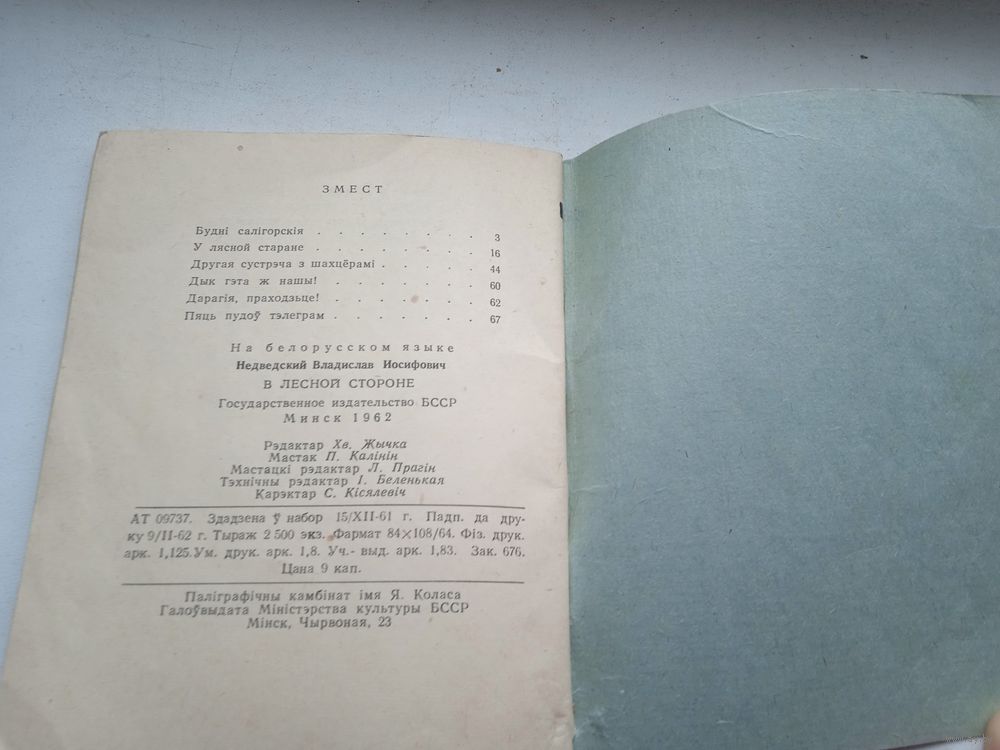 ЗМЕСТ
Будні салігорскія . . . . . . . . 3
У лясной старане . . . . . . . . 16
Другая сустрэча з шахцёрамі . . . . . 44
Дык гэта ж нашы! . . . . . . . 60
Дарагія, праходзьце! . . . . . . . 62
Пяць пудоў тэлеграм . . . . . . . 67
На белорусском языке
Недведский Владислав Иосифович
В ЛЕСНОЙ СТОРОНЕ
Государственное издательство БССР
Минск 1962
Рэдактар Хв. Жычка
Мастак П. Калінін
Мастацкі рэдактар Л. Прагін
Тэхнічны рэдактар І. Беленькая
Карэктар С. Кісялевіч
АТ 09737. Здадзена ў набор 15/XII-61 г. Падп. да дру-
ку 9/II-62 г. Тыраж 2 500 экз. Фармат 84×108/64. Фіз. друк.
арк. 1,125. Ум. друк. арк. 1,8. Уч.- выд. арк. 1,83. Зак. 676.
Цана 9 кап.
Паліграфічны камбінат імя Я. Коласа
Галоўвыдата Міністэрства культуры БССР
Мінск, Чырвоная, 23